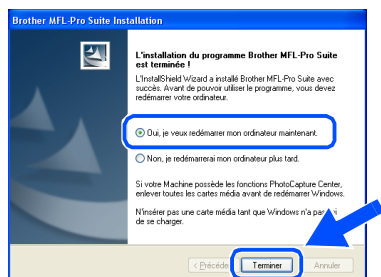 Brother MFL-Pro Suite Installation
L'installation du programme Brother MFL-Pro Suite
est terminée !
L'InstallShield Wizard a installé Brother MFL-Pro Suite avec
succès. Avant de pouvoir utiliser le programme, vous devez
redémarrer votre ordinateur.
Oui, je veux redémarrer mon ordinateur maintenant.
Non, je redémarrerai mon ordinateur plus tard.
Si votre Machine possède les fonctions PhotoCapture Center,
enlever toutes les cartes média avant de redémarrer Windows.
N'insérer pas une carte média tant que Windows n'a
de se charger.
< Terminer Annuler